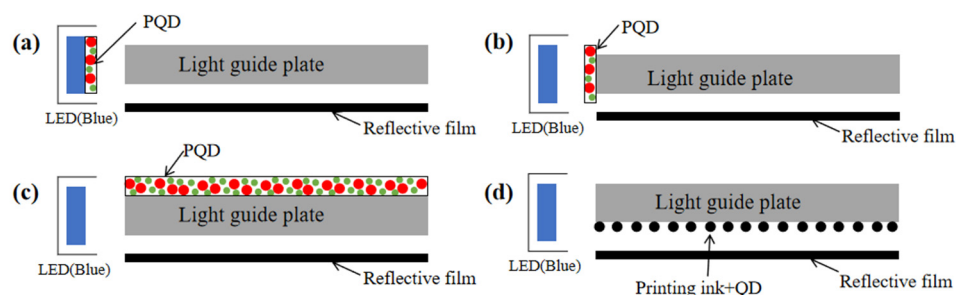 (a)
PQD
Light guide plate
LED(Blue)
Reflective film
(b)
PQD
Light guide plate
LED(Blue)
Reflective film
(c)
PQD
Light guide plate
LED(Blue)
Reflective film
(d)
Light guide plate
LED(Blue)
Printing ink+QD
Reflective film